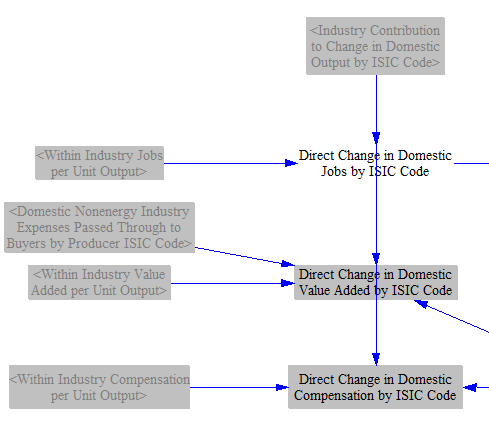 <Industry Contribution
to Change in Domestic
Output by ISIC Code>
<Within Industry Jobs
per Unit Output>
Direct Change in Domestic
Jobs by ISIC Code
<Domestic Nonenergy Industry
Expenses Passed Through to
Buyers by Producer ISIC Code>
<Within Industry Value
Added per Unit Output>
Direct Change in Domestic
Value Added by ISIC Code
<Within Industry Compensation
per Unit Output>
Direct Change in Domestic
Compensation by ISIC Code